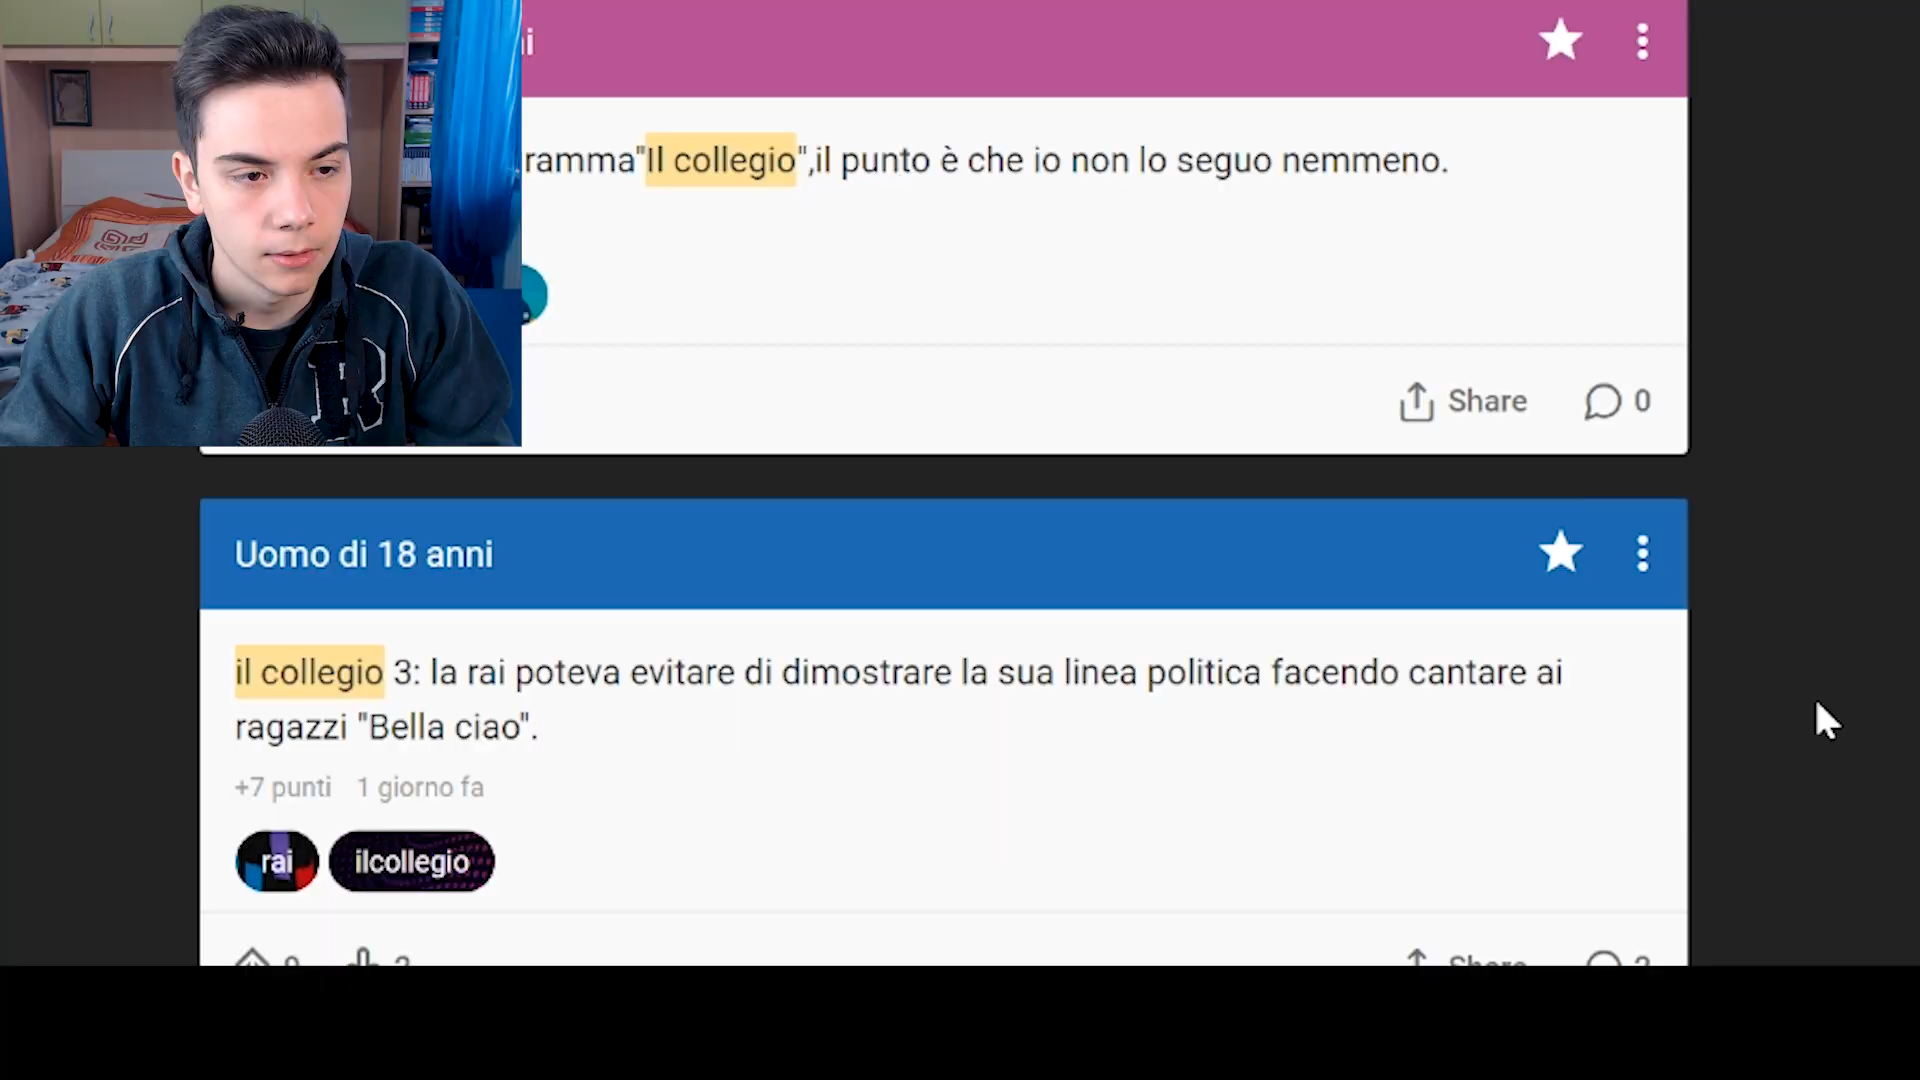 ramma"Il collegio",il punto è che io non lo seguo nemmeno.
Share 0
Uomo di 18 anni
il collegio 3: la rai poteva evitare di dimostrare la sua linea politica facendo cantare ai
ragazzi "Bella ciao".
+7 punti 1 giorno fa
rai ilcollegio
Share